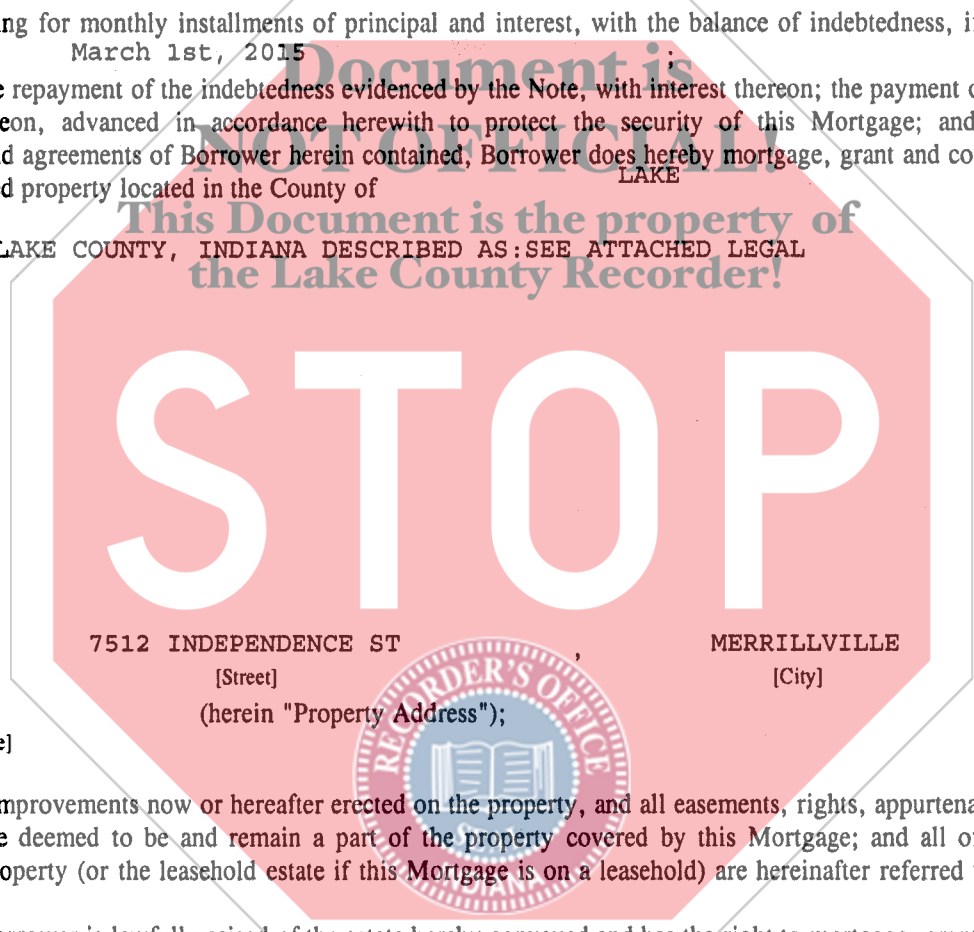 ng for monthly installments of principal and interest, with the balance of indebtedness, i
March 1st, 2015 ;
Document is
repayment of the indebtedness evidenced by the Note, with interest thereon; the payment
eon, advanced in accordance herewith to protect the security of this Mortgage; and
NOT OFFICIAL!
d agreements of Borrower herein contained, Borrower does hereby mortgage, grant and co
d property located in the County of LAKE
This Document is the property of
LAKE COUNTY, INDIANA DESCRIBED AS:SEE ATTACHED LEGAL
the Lake County Recorder!
STOP
7512 INDEPENDENCE ST , MERRILLVILLE
[Street] [City]
(herein "Property Address");
e]
RECORDER'S OFFICE
mprovements now or hereafter erected on the property, and all easements, rights, appurtena
e deemed to be and remain a part of the property covered by this Mortgage; and all o
operty (or the leasehold estate if this Mortgage is on a leasehold) are hereinafter referred
INDIANA